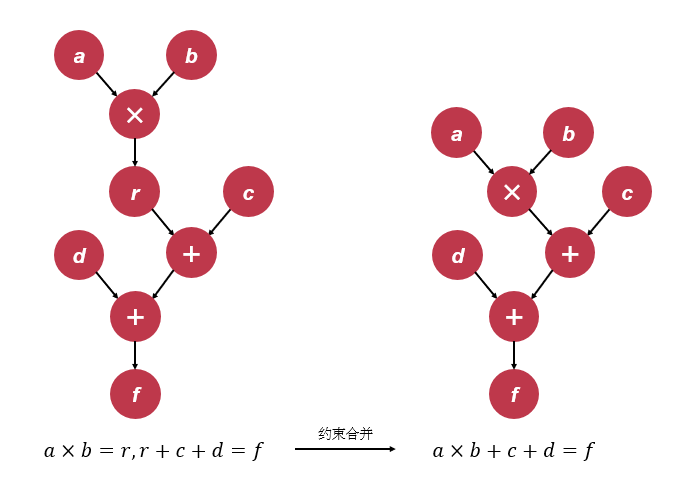 a b
×
r c
d +
+
f
a b
× c
d +
+
f
a × b = r, r + c + d = f
约束合并
a × b + c + d = f